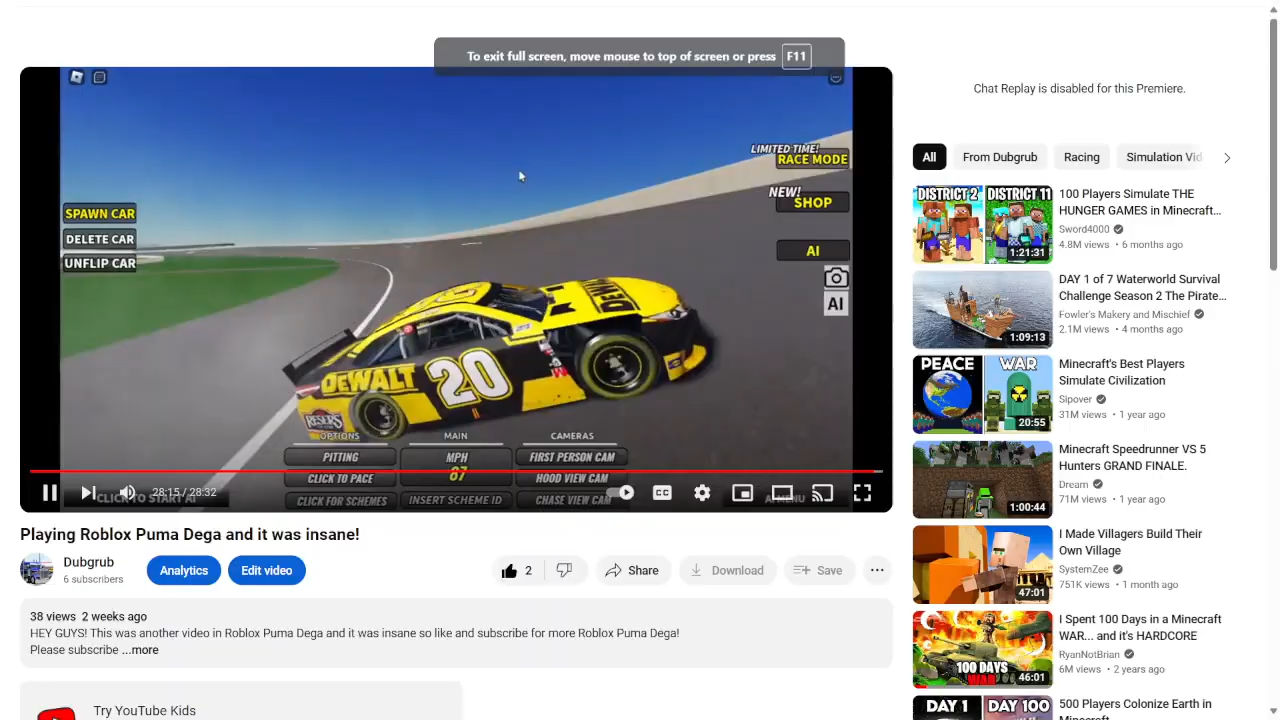 To exit full screen, move mouse to top of screen or press F11
LIMITED TIME!
RACE MODE
NEW!
SHOP
SPAWN CAR
DELETE CAR
UNFLIP CAR
AI
AI
DEWALT
20
RESER'S
OPTIONS
MAIN
CAMERAS
PITTING
MPH
FIRST PERSON CAM
CLICK TO PACE
87
HOOD VIEW CAM
CLICK FOR SCHEMES
INSERT SCHEME ID
CHASE VIEW CAM
CLICK TO START AI
AI MENU
28:15 / 28:32
CC
Playing Roblox Puma Dega and it was insane!
Dubgrub
6 subscribers
Analytics
Edit video
2
Share
Download
Save
38 views 2 weeks ago
HEY GUYS! This was another video in Roblox Puma Dega and it was insane so like and subscribe for more Roblox Puma Dega!
Please subscribe ...more
Try YouTube Kids
Chat Replay is disabled for this Premiere.
All
From Dubgrub
Racing
Simulation Vid
DISTRICT 2
DISTRICT 11
1:21:31
100 Players Simulate THE
HUNGER GAMES in Minecraft...
Sword4000
4.8M views • 6 months ago
1:09:13
DAY 1 of 7 Waterworld Survival
Challenge Season 2 The Pirate...
Fowler's Makery and Mischief
2.1M views • 4 months ago
PEACE
WAR
20:55
Minecraft's Best Players
Simulate Civilization
Sipover
31M views • 1 year ago
1:00:44
Minecraft Speedrunner VS 5
Hunters GRAND FINALE.
Dream
71M views • 1 year ago
47:01
I Made Villagers Build Their
Own Village
SystemZee
751K views • 1 month ago
100 DAYS
WAR
46:01
I Spent 100 Days in a Minecraft
WAR... and it's HARDCORE
RyanNotBrian
6M views • 2 years ago
DAY 1
DAY 100
500 Players Colonize Earth in
Minecraft